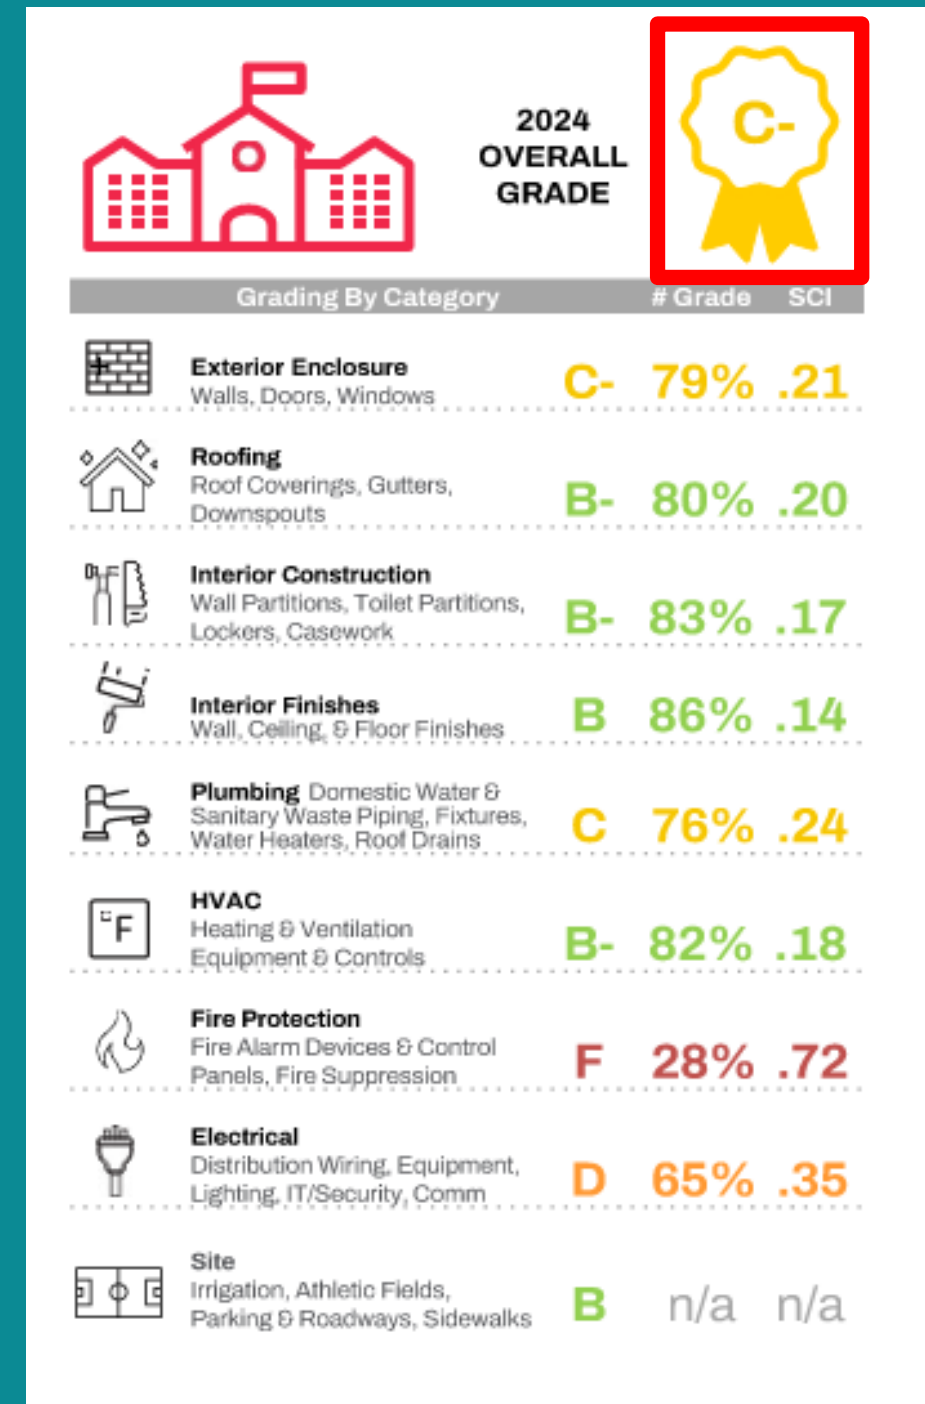 2024
OVERALL
GRADE
C-
Grading By Category # Grade SCI
Exterior Enclosure
Walls, Doors, Windows
C- 79% .21
Roofing
Roof Coverings, Gutters,
Downspouts
B- 80% .20
Interior Construction
Wall Partitions, Toilet Partitions,
Lockers, Casework
B- 83% .17
Interior Finishes
Wall, Ceiling, & Floor Finishes
B 86% .14
Plumbing Domestic Water &
Sanitary Waste Piping, Fixtures,
Water Heaters, Roof Drains
C 76% .24
°F
HVAC
Heating & Ventilation
Equipment & Controls
B- 82% .18
Fire Protection
Fire Alarm Devices & Control
Panels, Fire Suppression
F 28% .72
Electrical
Distribution Wiring, Equipment,
Lighting, IT/Security, Comm
D 65% .35
Site
Irrigation, Athletic Fields,
Parking & Roadways, Sidewalks
B n/a n/a